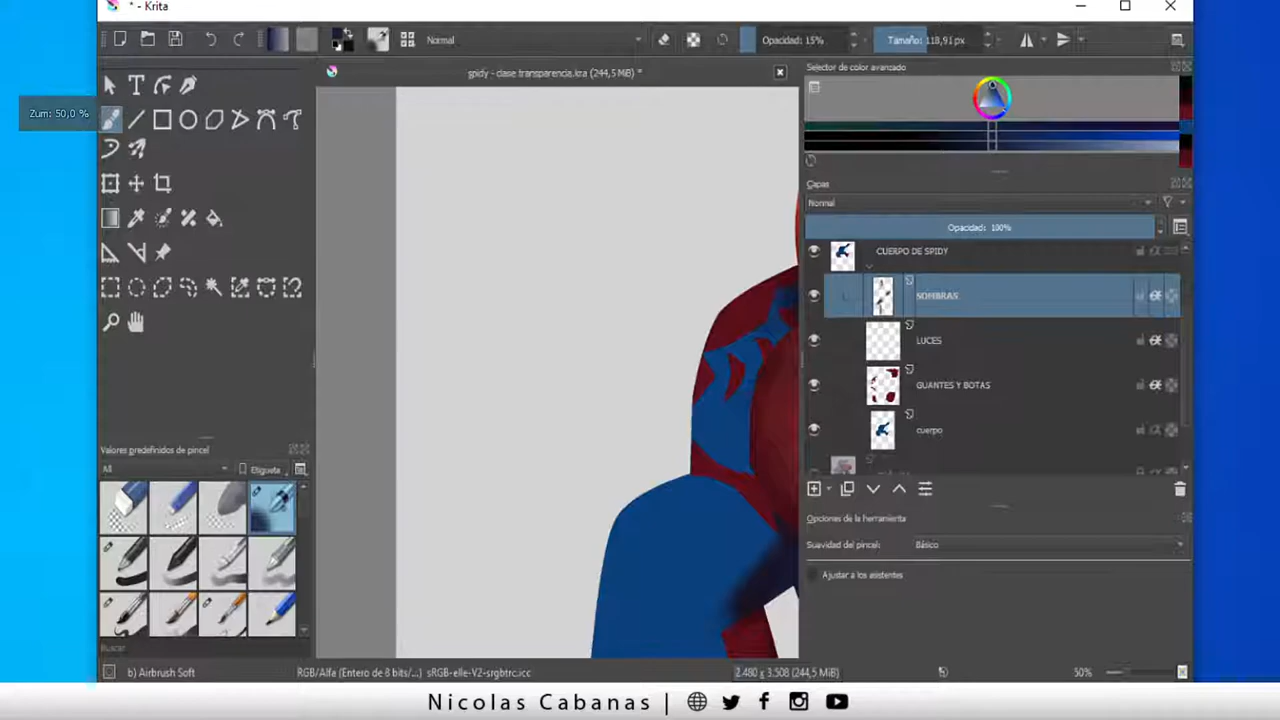 * - Krita
Normal
Opacidad: 15%
Tamaño: 118,91 px
spidy - clase transparencia.kra (244,5 MiB) *
Selector de color avanzado
Zum: 50,0 %
Capas
Normal
Opacidad: 100%
CUERPO DE SPIDY
SOMBRAS
LUCES
GUANTES Y BOTAS
cuerpo
Valores predefinidos de pincel
All
Etiqueta
Opciones de la herramienta
Suavidad del pincel:
Básico
Ajustar a los asistentes
Buscar
b) Airbrush Soft
RGB/Alfa (Entero de 8 bits/...) sRGB-elle-V2-srgbtrc.icc
2.480 x 3.508 (244,5 MiB)
50%
Nicolas Cabanas |